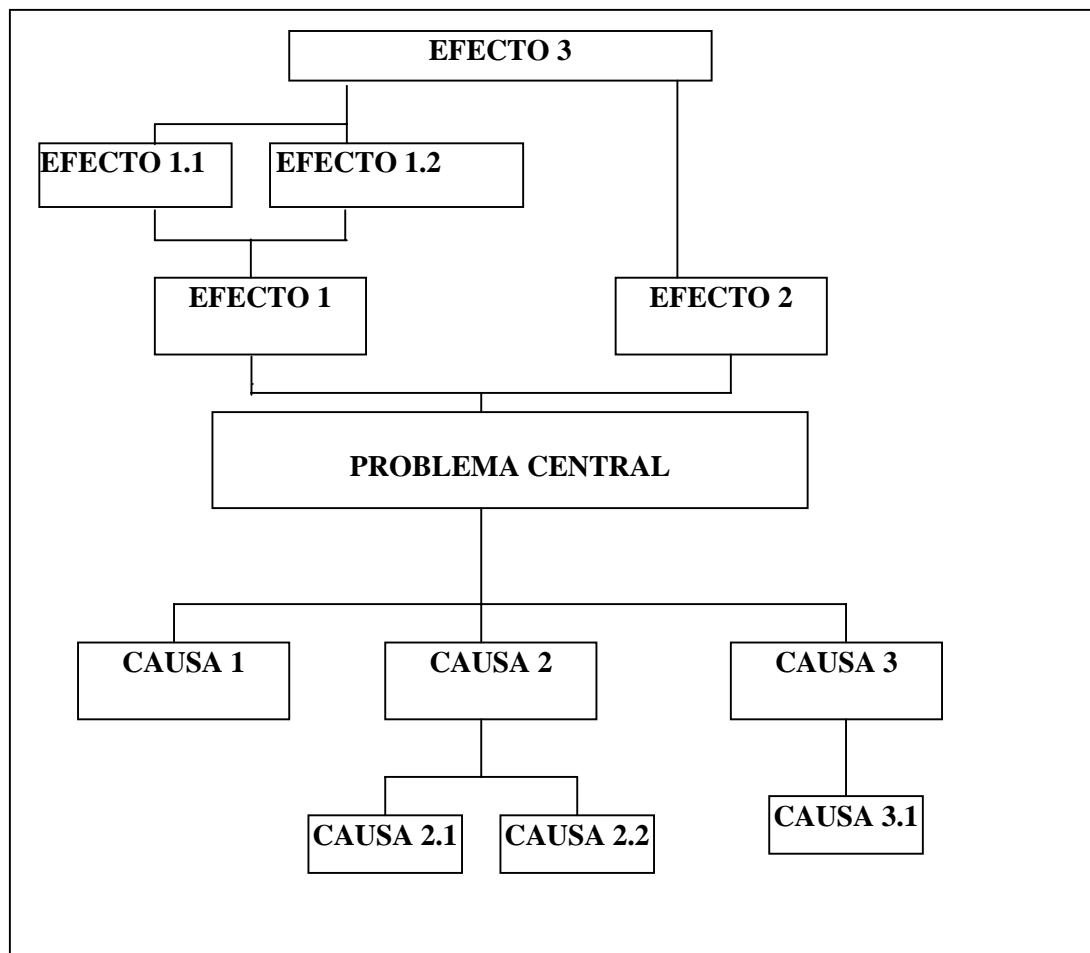 EFECTO 3
EFECTO 1.1
EFECTO 1.2
EFECTO 1
EFECTO 2
PROBLEMA CENTRAL
CAUSA 1
CAUSA 2
CAUSA 3
CAUSA 2.1
CAUSA 2.2
CAUSA 3.1